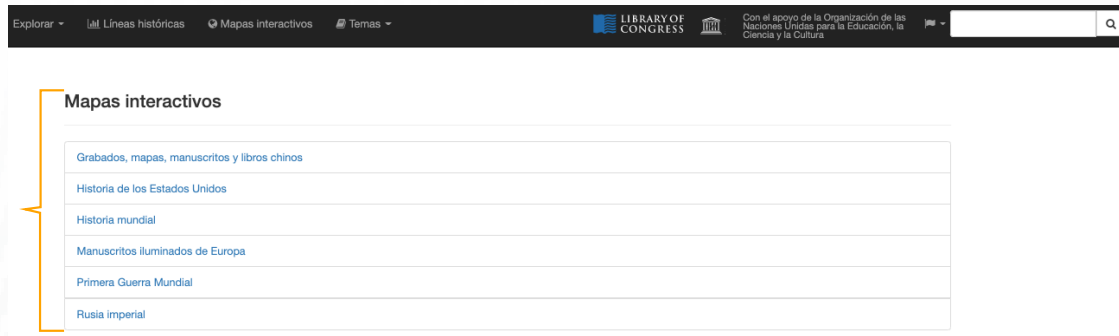 Explorar
Líneas históricas
Mapas interactivos
Temas
LIBRARY OF
CONGRESS
Con el apoyo de la Organización de las
Naciones Unidas para la Educación, la
Ciencia y la Cultura
Mapas interactivos
Grabados, mapas, manuscritos y libros chinos
Historia de los Estados Unidos
Historia mundial
Manuscritos iluminados de Europa
Primera Guerra Mundial
Rusia imperial